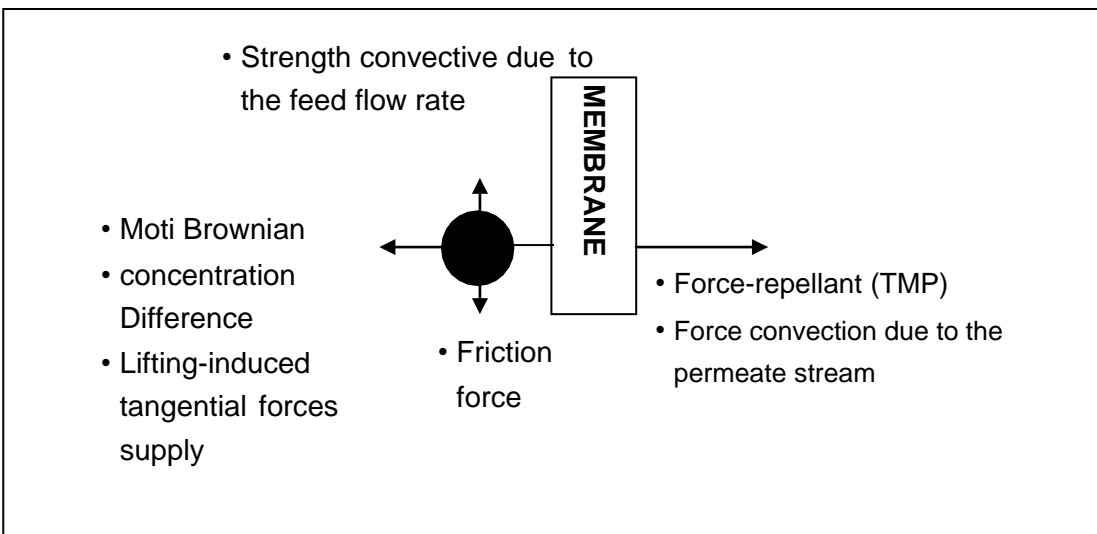 • Strength convective due to
the feed flow rate
MEMBRANE
• Moti Brownian
• concentration
Difference
• Lifting-induced
tangential forces
supply
• Friction
force
• Force-repellant (TMP)
• Force convection due to the
permeate stream